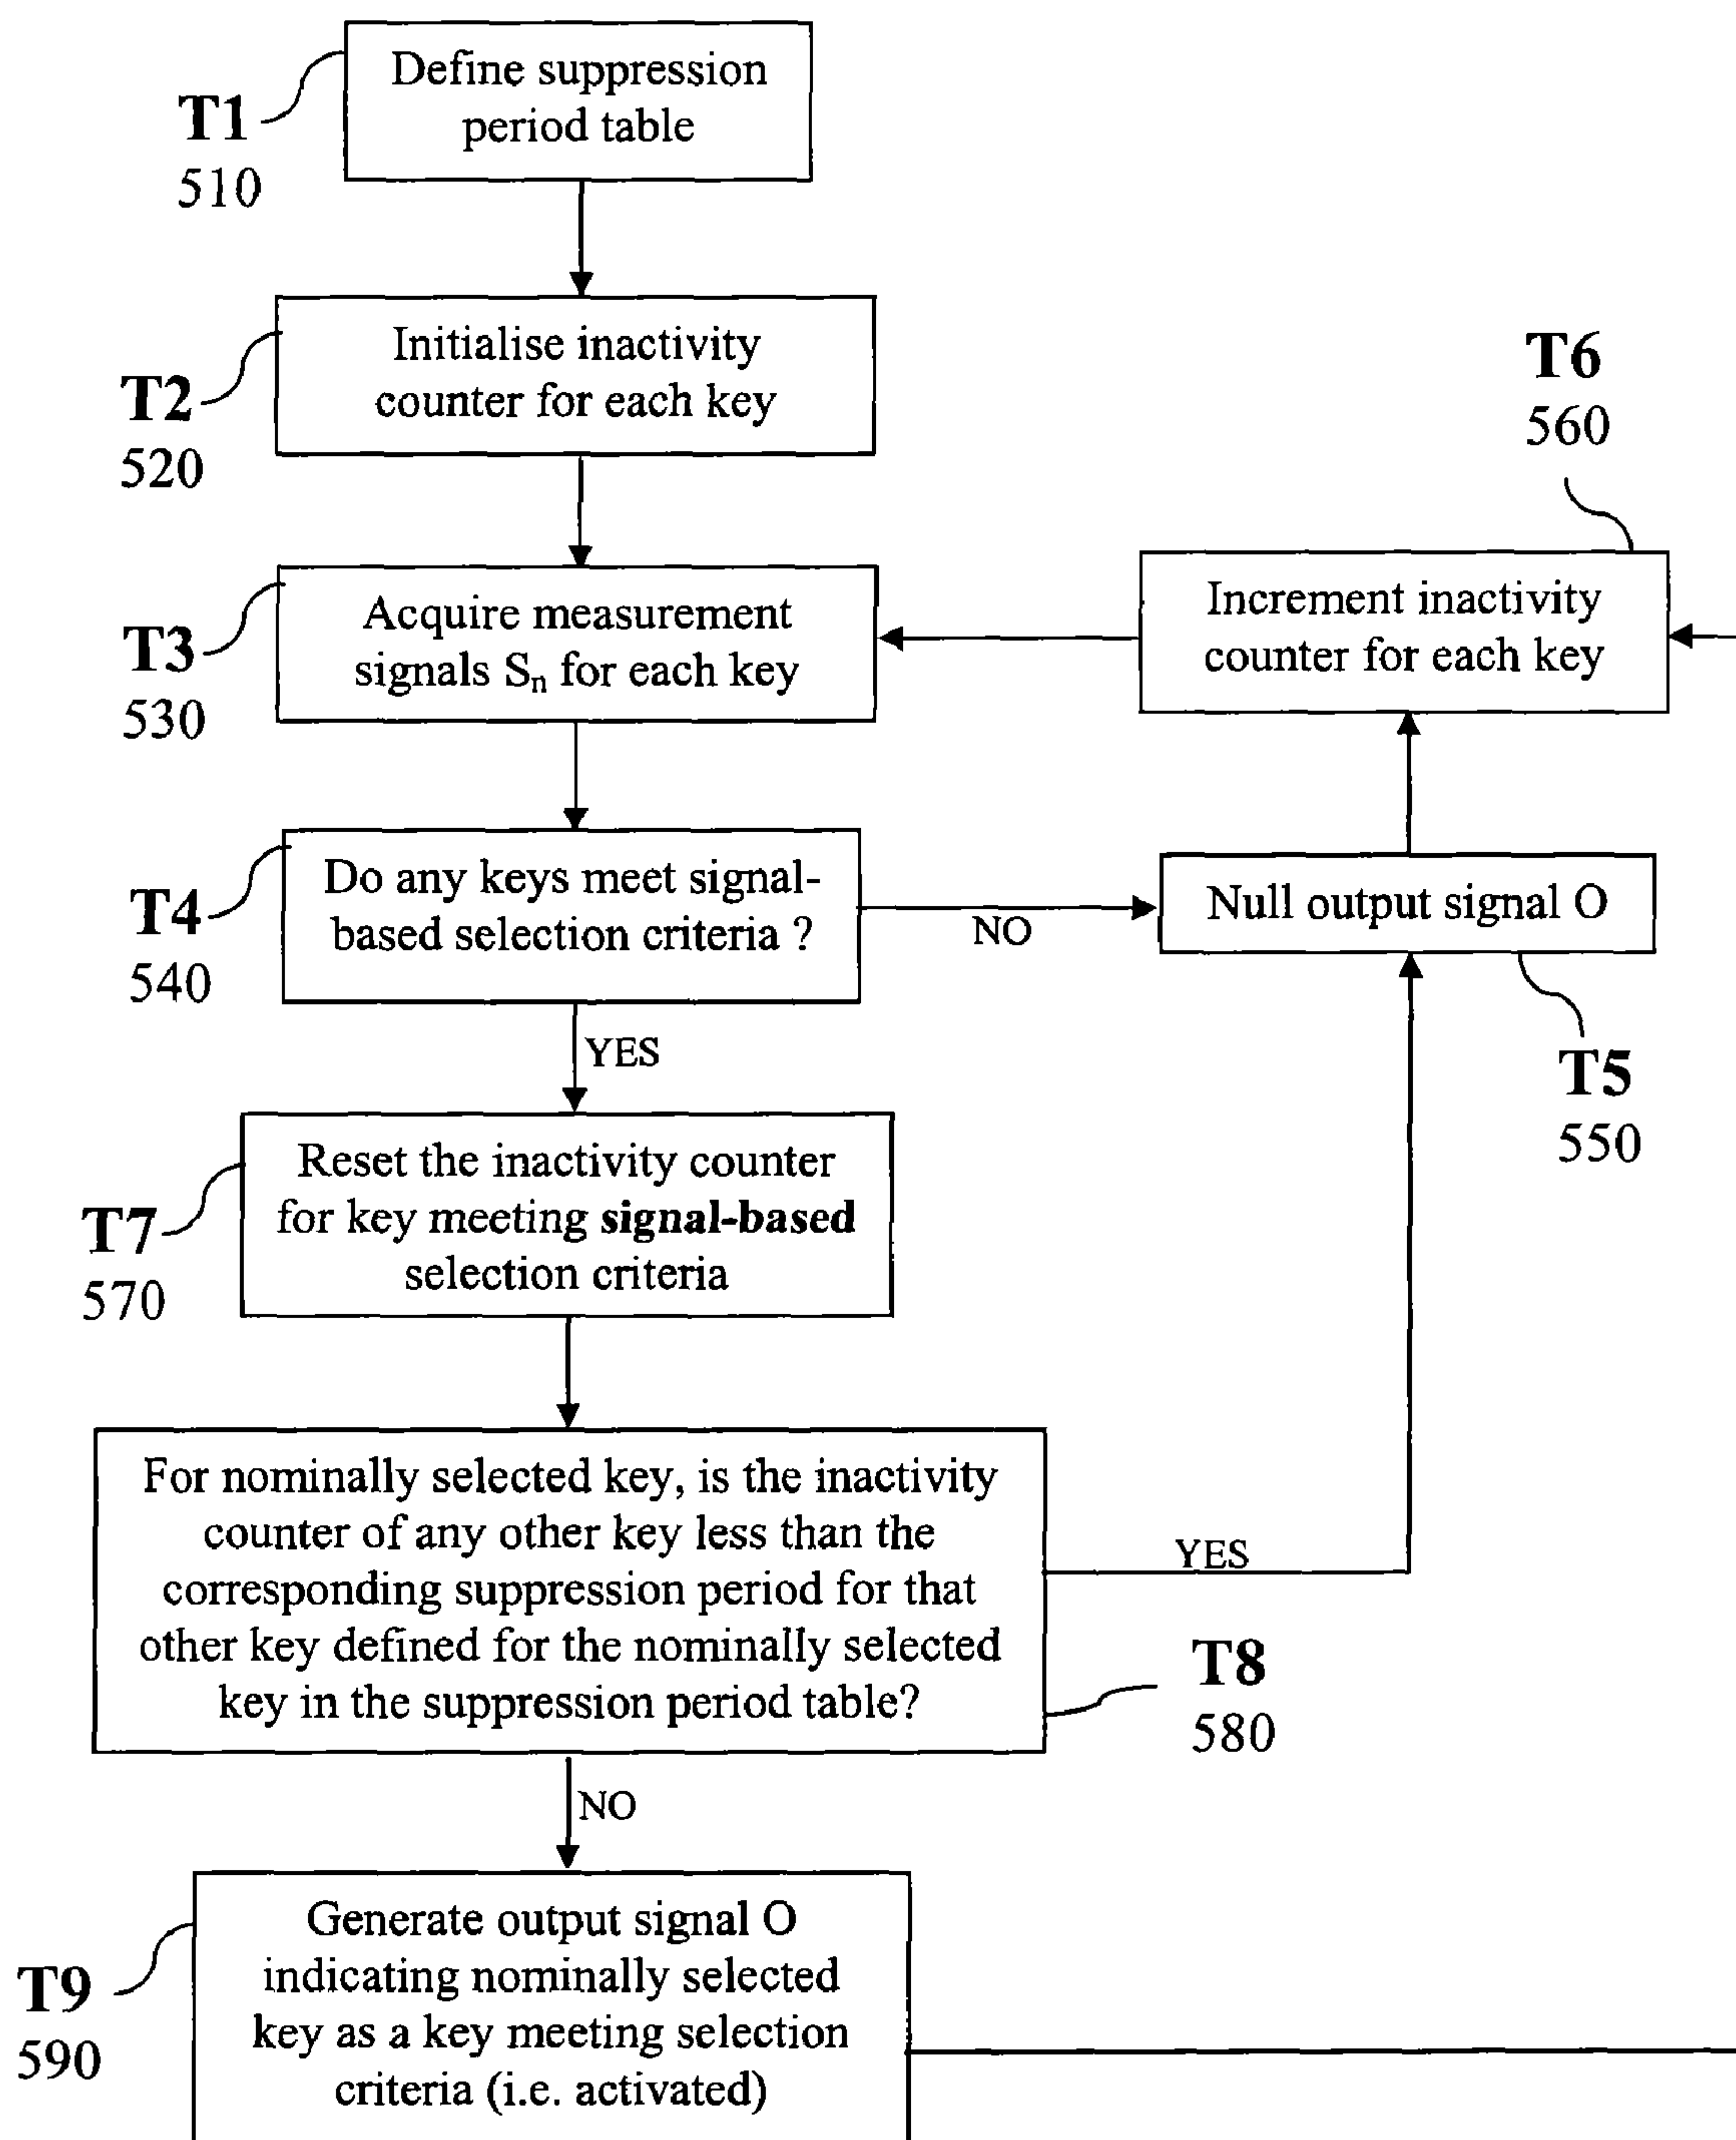 Define suppression
period table
T1
510
Initialise inactivity
counter for each key
T2
520
T6
560
Acquire measurement
signals Sn for each key
T3
530
Increment inactivity
counter for each key
Do any keys meet signal-
based selection criteria ?
T4
540
NO
Null output signal O
T5
550
YES
Reset the inactivity counter
for key meeting signal-based
selection criteria
T7
570
For nominally selected key, is the inactivity
counter of any other key less than the
corresponding suppression period for that
other key defined for the nominally selected
key in the suppression period table?
YES
T8
580
NO
Generate output signal O
indicating nominally selected
key as a key meeting selection
criteria (i.e. activated)
T9
590